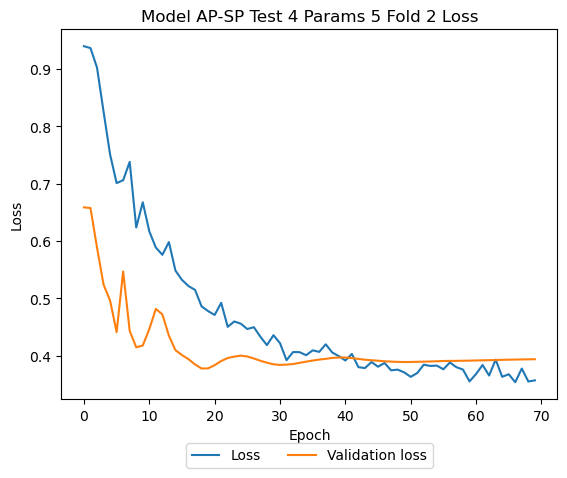 Model AP-SP Test 4 Params 5 Fold 2 Loss
Loss
0.9
0.8
0.7
0.6
0.5
0.4
0 10 20 30 40 50 60 70
Epoch
Loss Validation loss